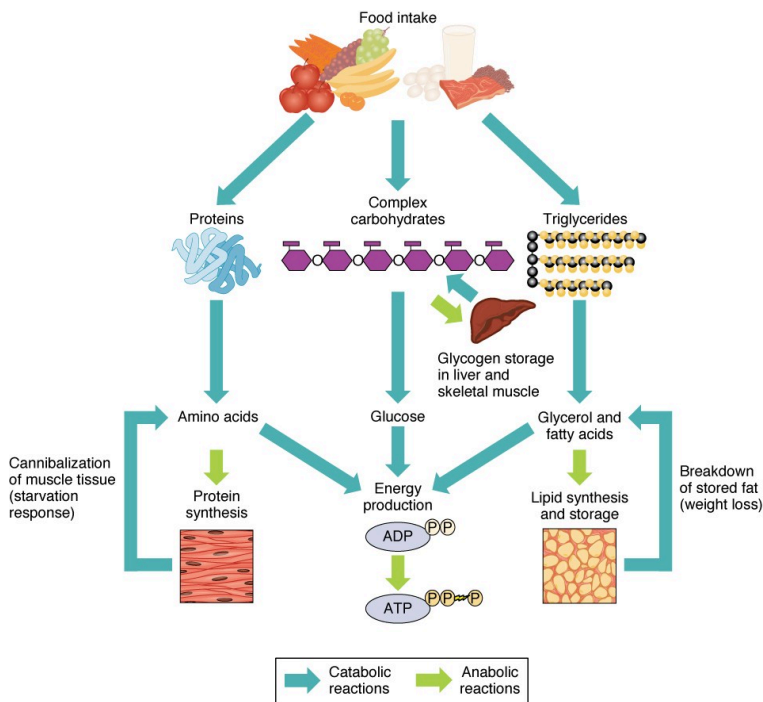 Food intake
Proteins
Complex
carbohydrates
Triglycerides
Glycogen storage
in liver and
skeletal muscle
Amino acids
Glucose
Glycerol and
fatty acids
Cannibalization
of muscle tissue
(starvation
response)
Protein
synthesis
Energy
production
Lipid synthesis
and storage
Breakdown
of stored fat
(weight loss)
ADP P P
ATP P P P
Catabolic
reactions
Anabolic
reactions